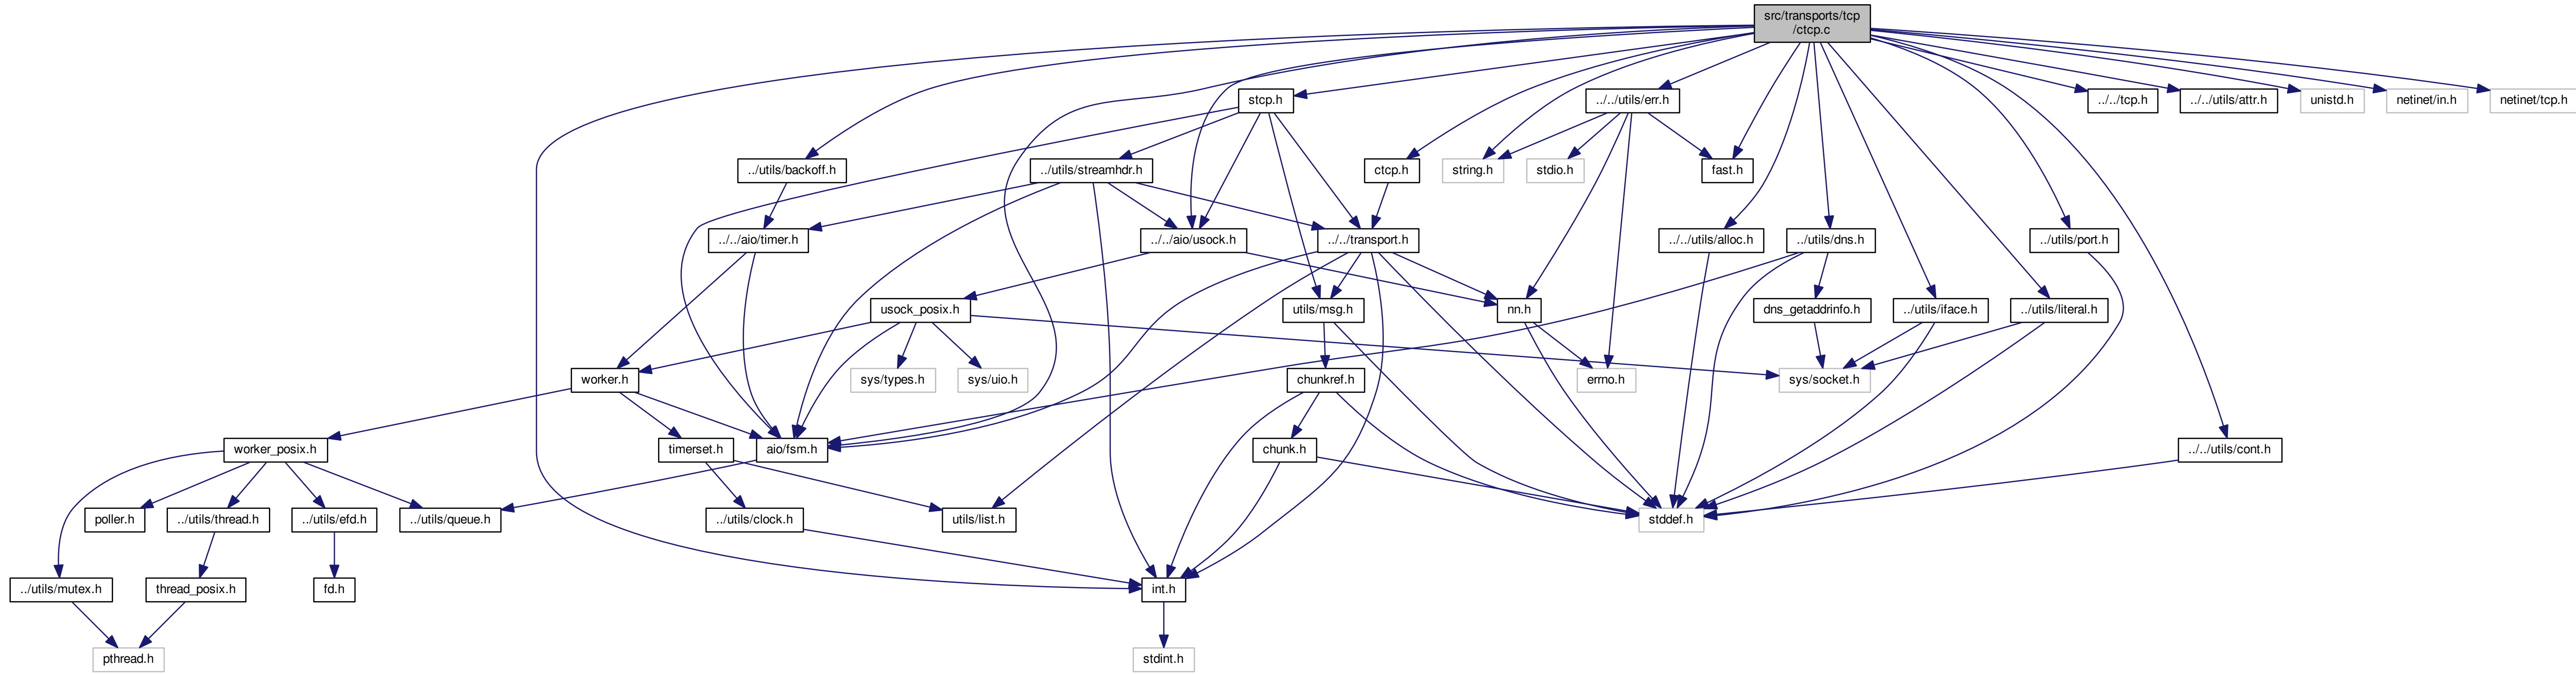 src/transports/tcp
/ctcp.c
stcp.h
../../utils/err.h
../../tcp.h
../../utils/attr.h
unistd.h
netinet/in.h
netinet/tcp.h
../utils/backoff.h
../utils/streamhdr.h
ctcp.h
string.h
stdio.h
fast.h
../../aio/timer.h
../../aio/usock.h
../../transport.h
../../utils/alloc.h
../utils/dns.h
../utils/port.h
usock_posix.h
utils/msg.h
nn.h
dns_getaddrinfo.h
../utils/iface.h
../utils/literal.h
worker.h
sys/types.h
sys/uio.h
chunkref.h
errno.h
sys/socket.h
worker_posix.h
timerset.h
aio/fsm.h
chunk.h
../../utils/cont.h
poller.h
../utils/thread.h
../utils/efd.h
../utils/queue.h
../utils/clock.h
utils/list.h
stddef.h
../utils/mutex.h
thread_posix.h
fd.h
int.h
pthread.h
stdint.h